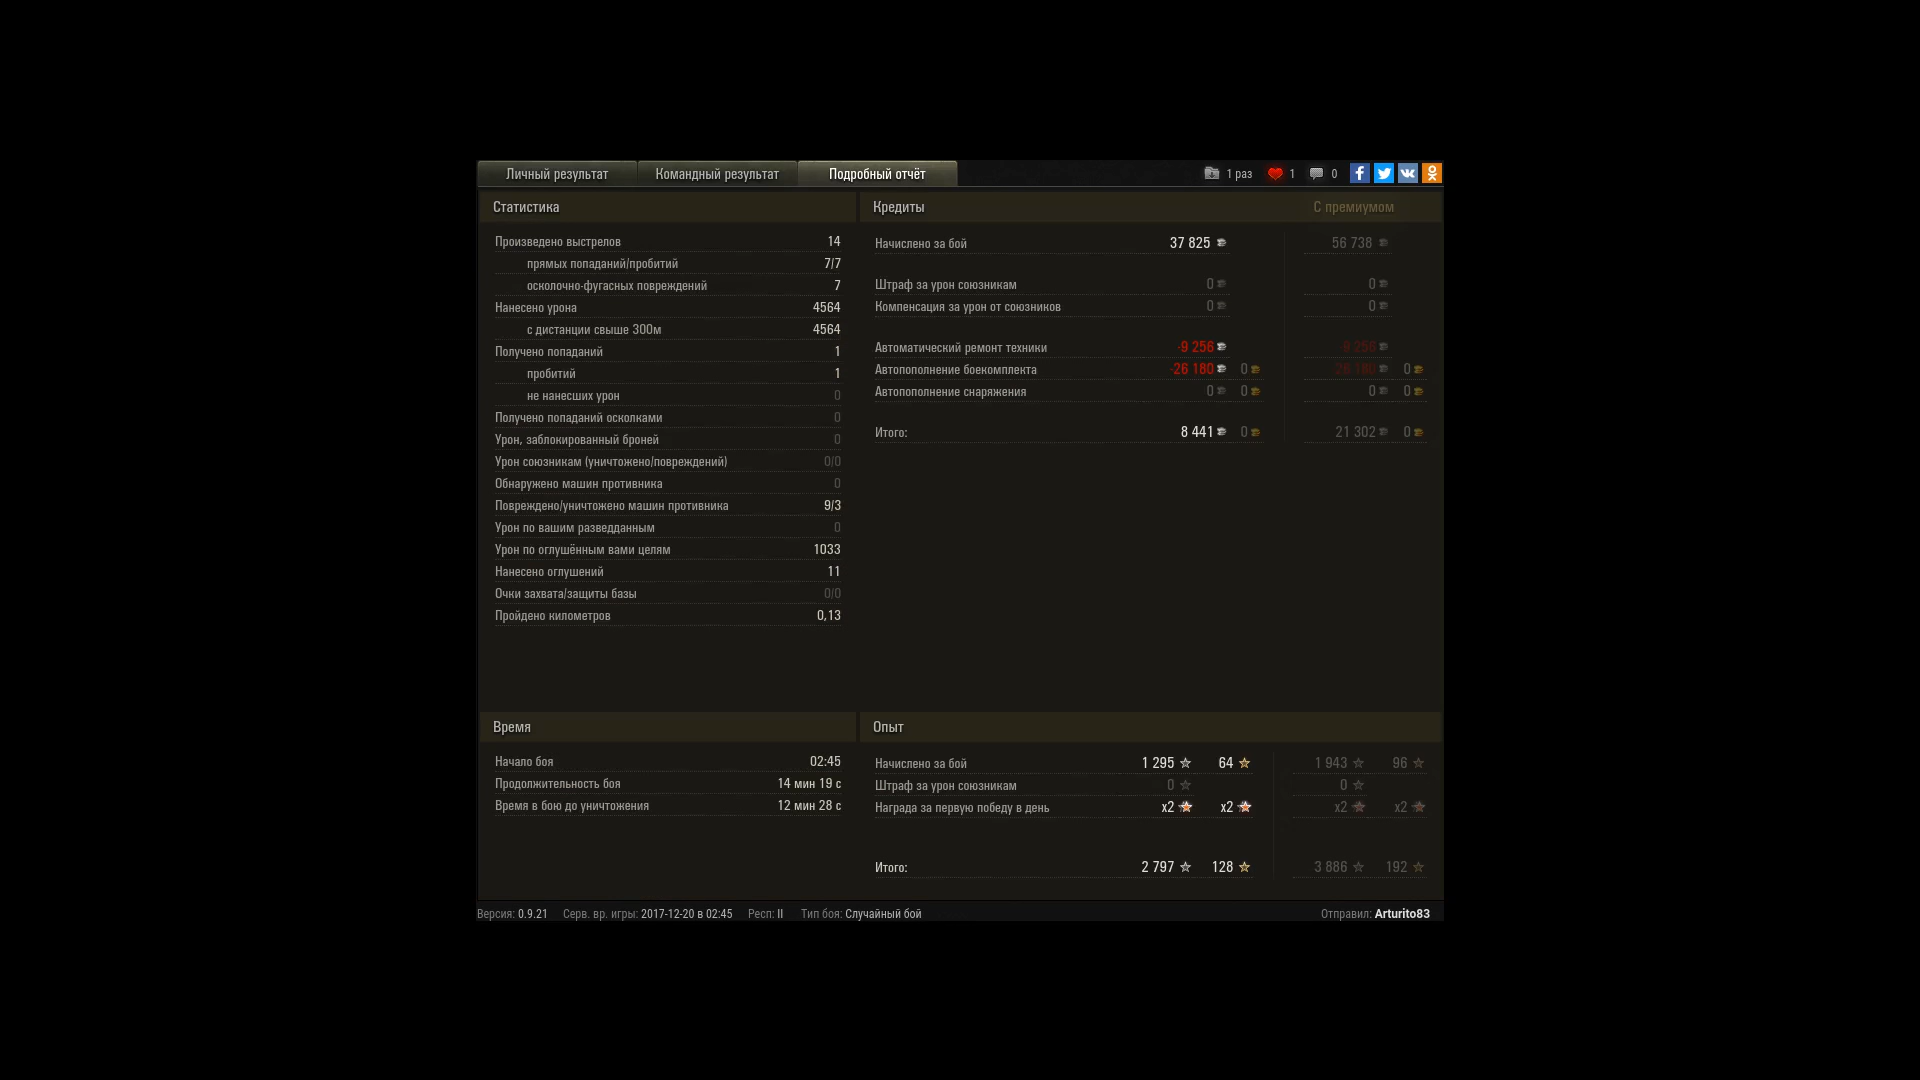 Личный результат Командный результат Подробный отчёт 1 раз 1 0
Статистика
Произведено выстрелов 14
прямых попаданий/пробитий 7/7
осколочно-фугасных повреждений 7
Нанесено урона 4564
с дистанции свыше 300м 4564
Получено попаданий 1
пробитий 1
не нанесших урон 0
Получено попаданий осколками 0
Урон, заблокированный броней 0
Урон союзникам (уничтожено/повреждений) 0/0
Обнаружено машин противника 0
Повреждено/уничтожено машин противника 9/3
Урон по вашим разведданным 0
Урон по оглушённым вами целям 1033
Нанесено оглушений 11
Очки захвата/защиты базы 0/0
Пройдено километров 0,13
Кредиты С премиумом
Начислено за бой 37 825 56 738
Штраф за урон союзникам 0 0
Компенсация за урон от союзников 0 0
Автоматический ремонт техники -9 256 -9 256
Автопополнение боекомплекта -26 180 0 -26 180 0
Автопополнение снаряжения 0 0 0 0
Итого: 8 441 0 21 302 0
Время
Начало боя 02:45
Продолжительность боя 14 мин 19 с
Время в бою до уничтожения 12 мин 28 с
Опыт
Начислено за бой 1 295 64 1 943 96
Штраф за урон союзникам 0 0
Награда за первую победу в день x2 x2 x2 x2
Итого: 2 797 128 3 886 192
Версия: 0.9.21 Серв. вр. игры: 2017-12-20 в 02:45 Респ: II Тип боя: Случайный бой Отправил: Arturito83